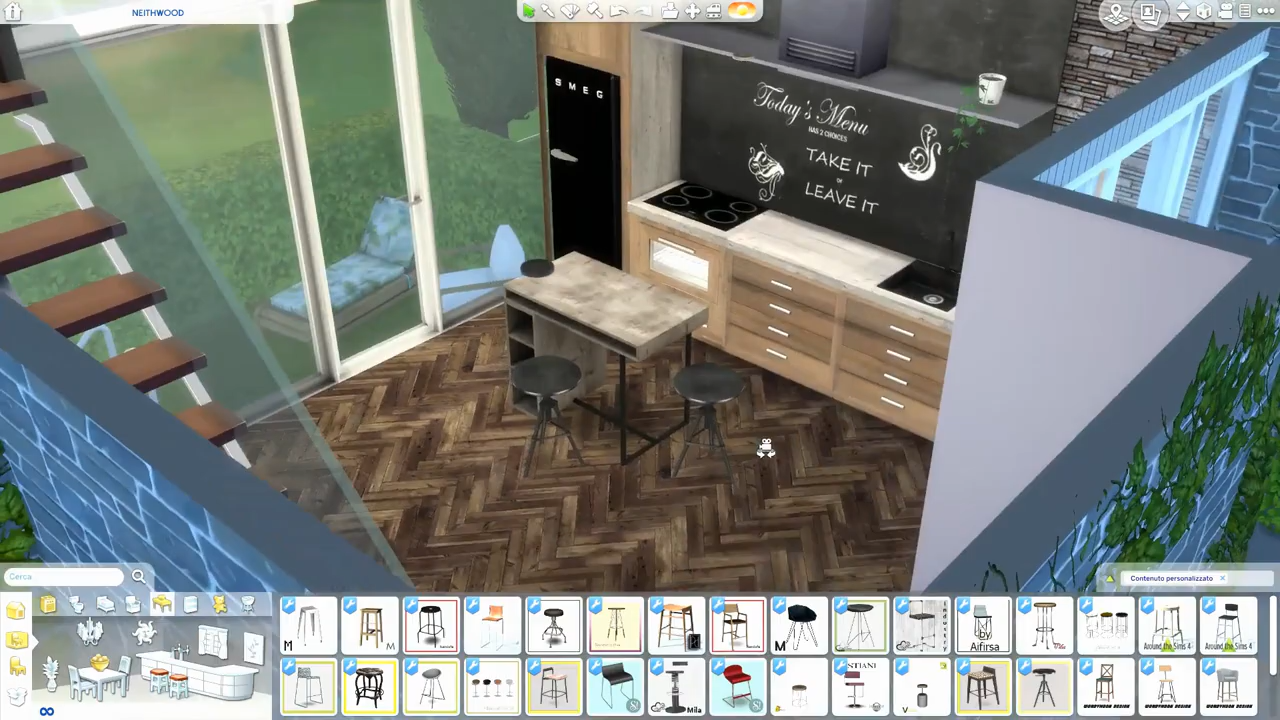 NEITHWOOD
SMEG
Today's Menu
HAS 2 CHOICES
TAKE IT
or
LEAVE IT
Cerca
Contenuto personalizzato
M
M
M
by
Aifirsa
Around the Sims 4
Around the Sims 4
Mila
NTIANI
V